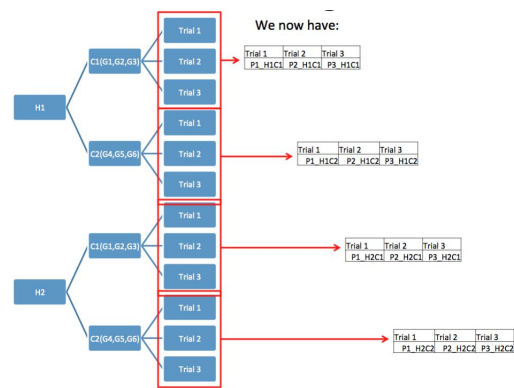 We now have:
H1
C1(G1,G2,G3)
Trial 1
Trial 2
Trial 3
Trial 1 Trial 2 Trial 3
P1_H1C1 P2_H1C1 P3_H1C1
C2(G4,G5,G6)
Trial 1
Trial 2
Trial 3
Trial 1 Trial 2 Trial 3
P1_H1C2 P2_H1C2 P3_H1C2
H2
C1(G1,G2,G3)
Trial 1
Trial 2
Trial 3
Trial 1 Trial 2 Trial 3
P1_H2C1 P2_H2C1 P3_H2C1
C2(G4,G5,G6)
Trial 1
Trial 2
Trial 3
Trial 1 Trial 2 Trial 3
P1_H2C2 P2_H2C2 P3_H2C2